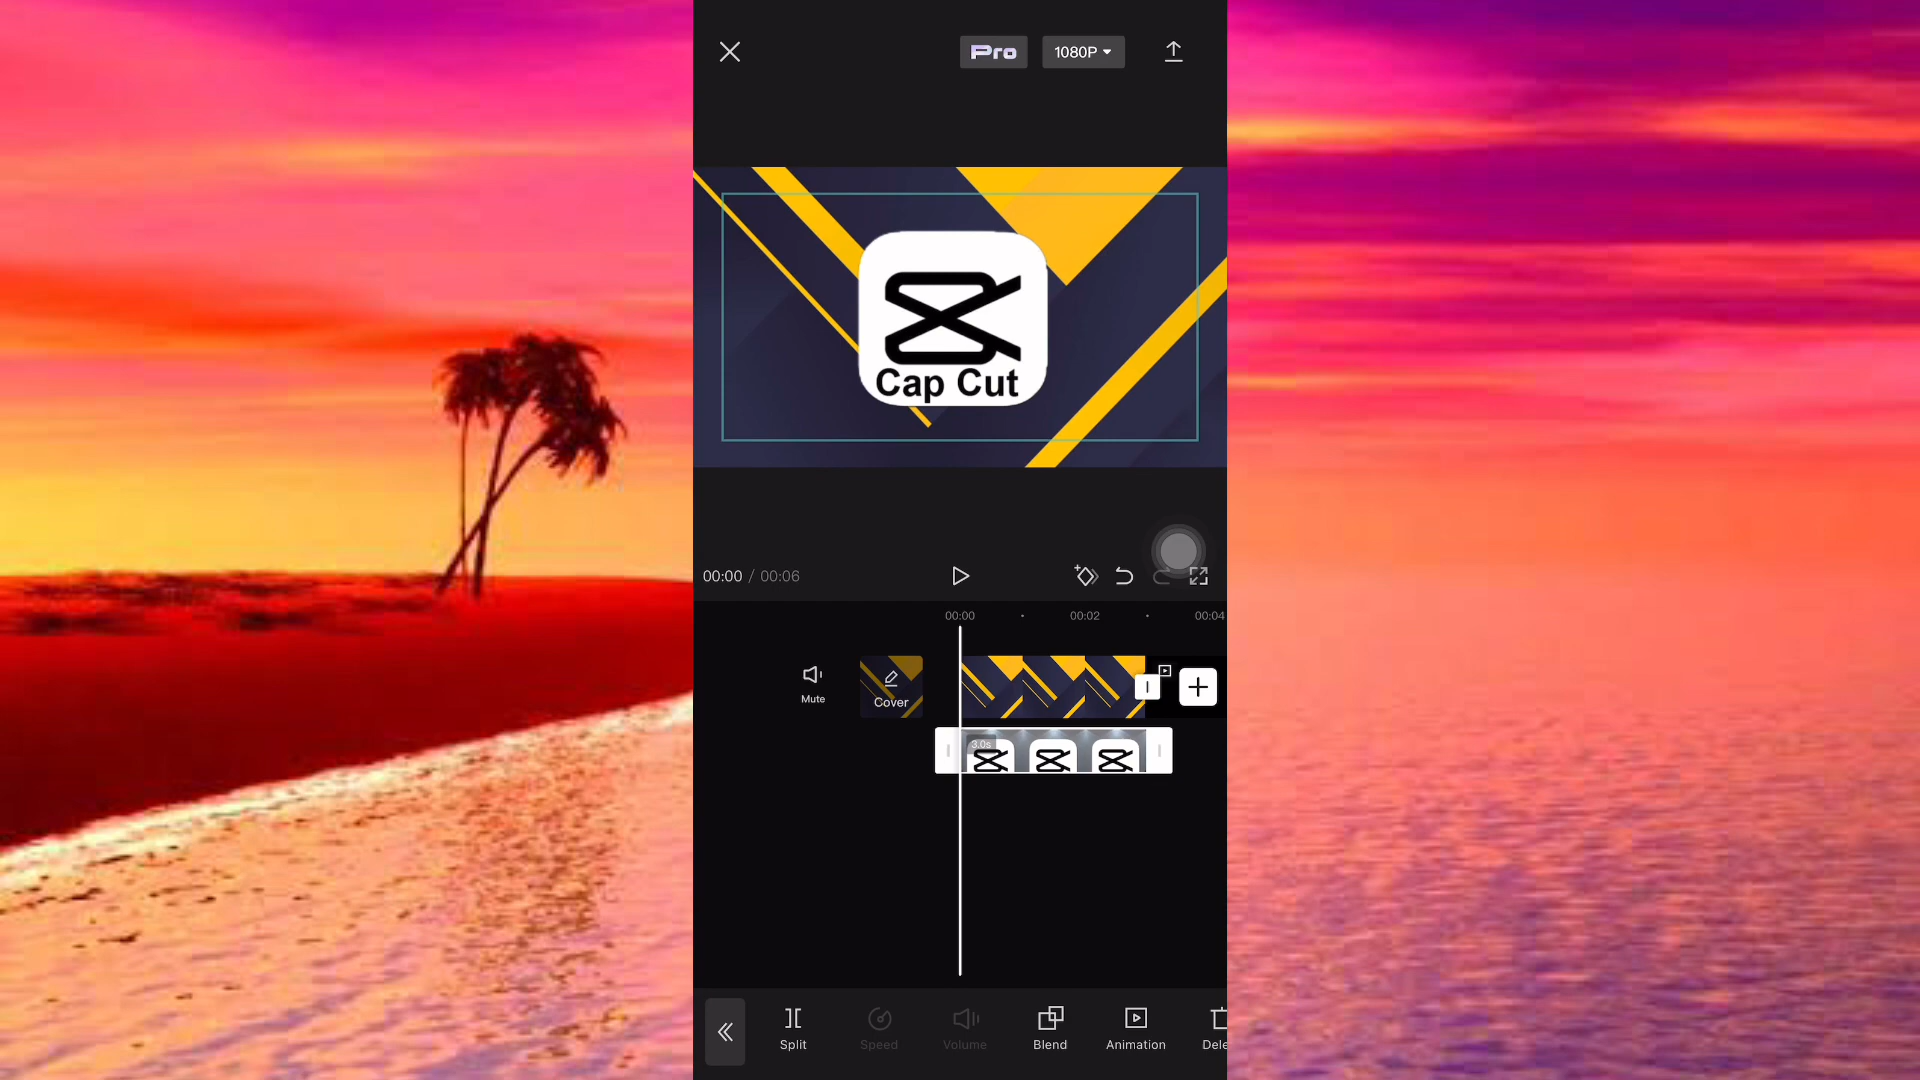 Pro
1080P
Cap Cut
00:00 / 00:06
00:00
00:02
00:04
Mute
Cover
3.0s
Split
Speed
Volume
Blend
Animation
Dele